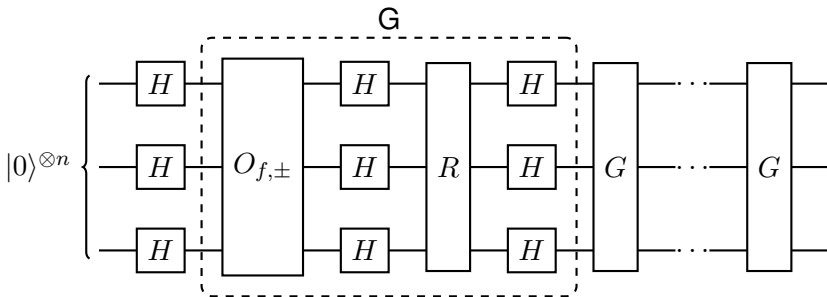 G
H H H
|0⟩^{⊗n} H O_{f,±} H R H G · · · G
H H H